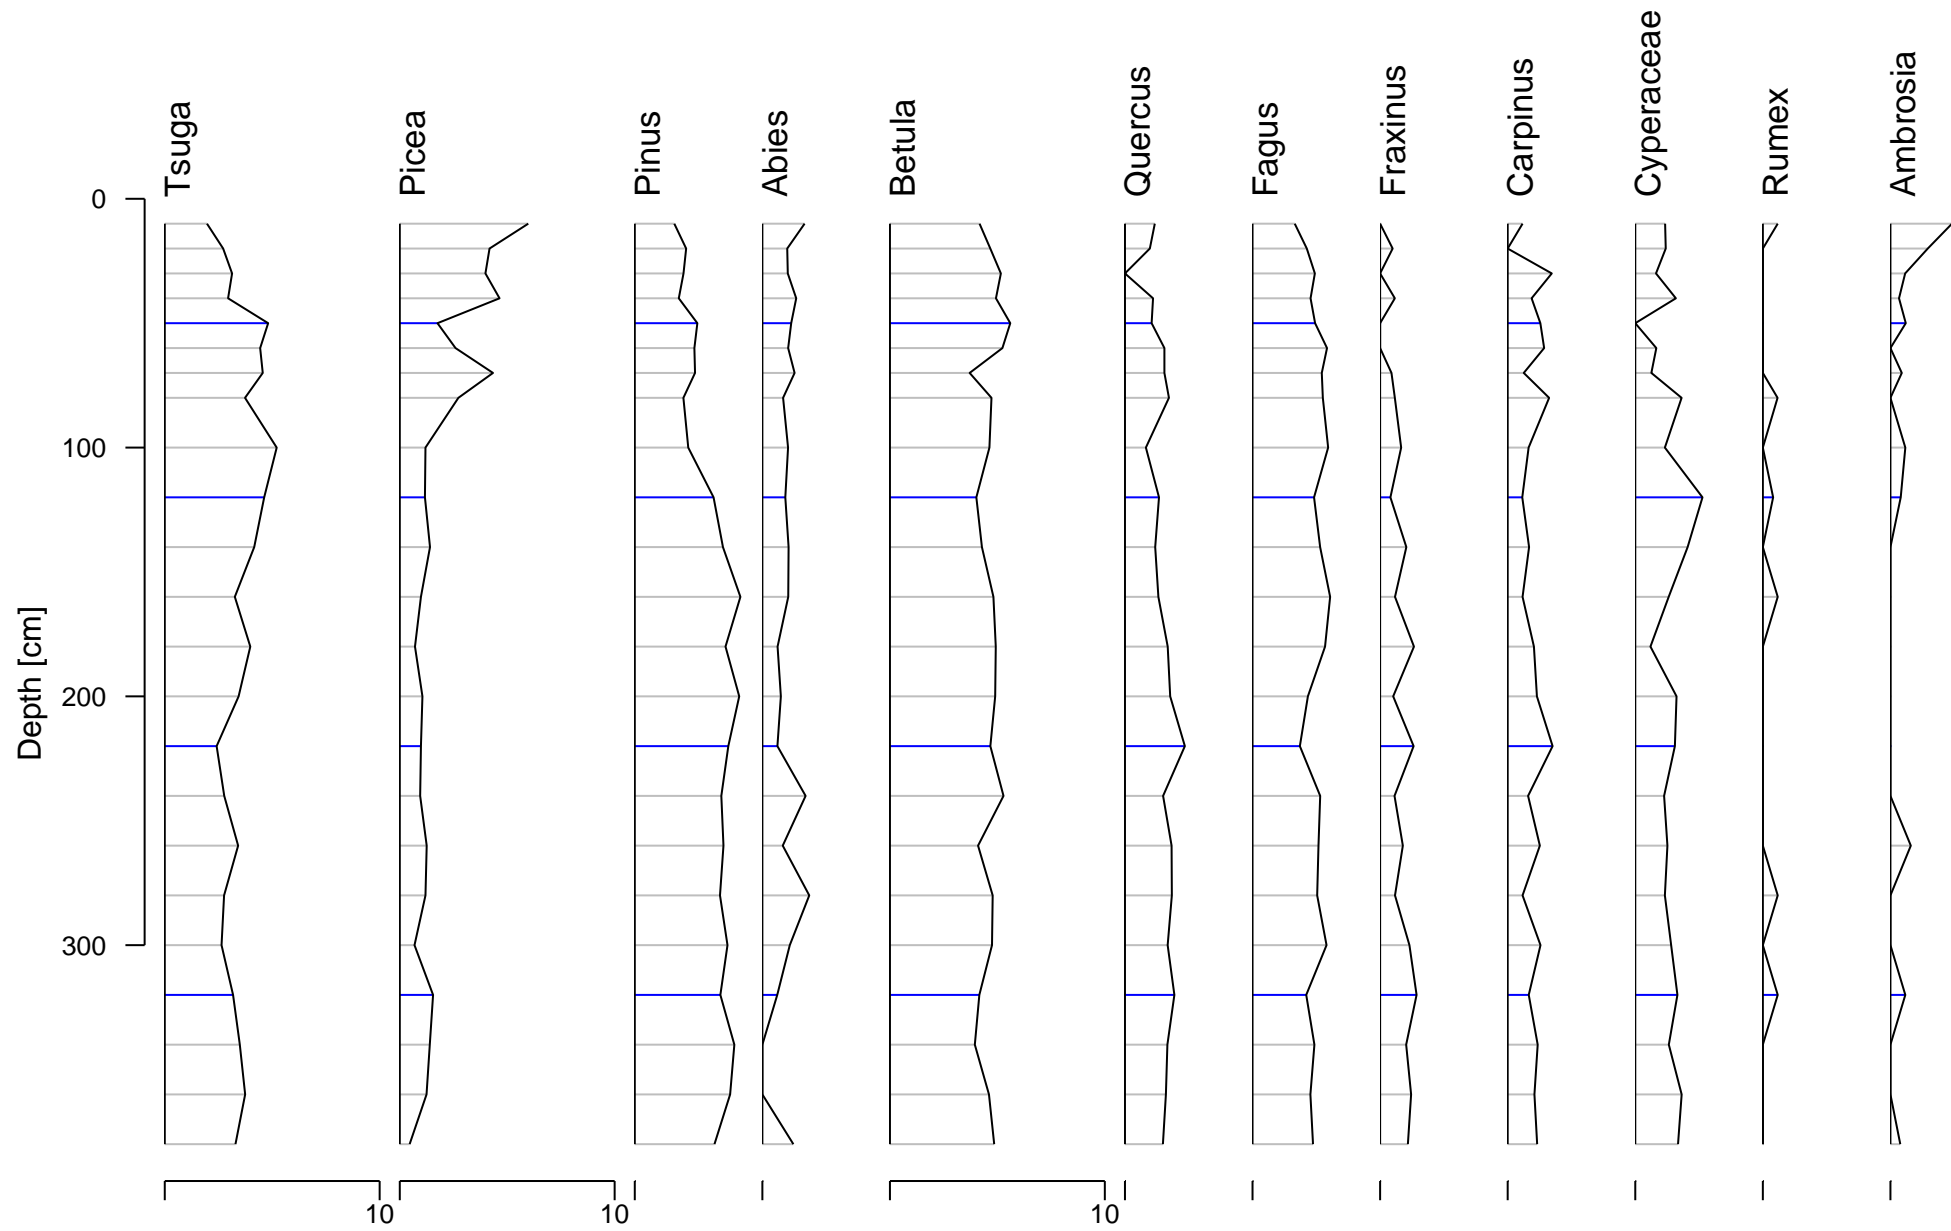 Tsuga
Picea
Pinus
Abies
Betula
Quercus
Fagus
Fraxinus
Carpinus
Cyperaceae
Rumex
Ambrosia
0
100
200
300
Depth [cm]
10
10
10